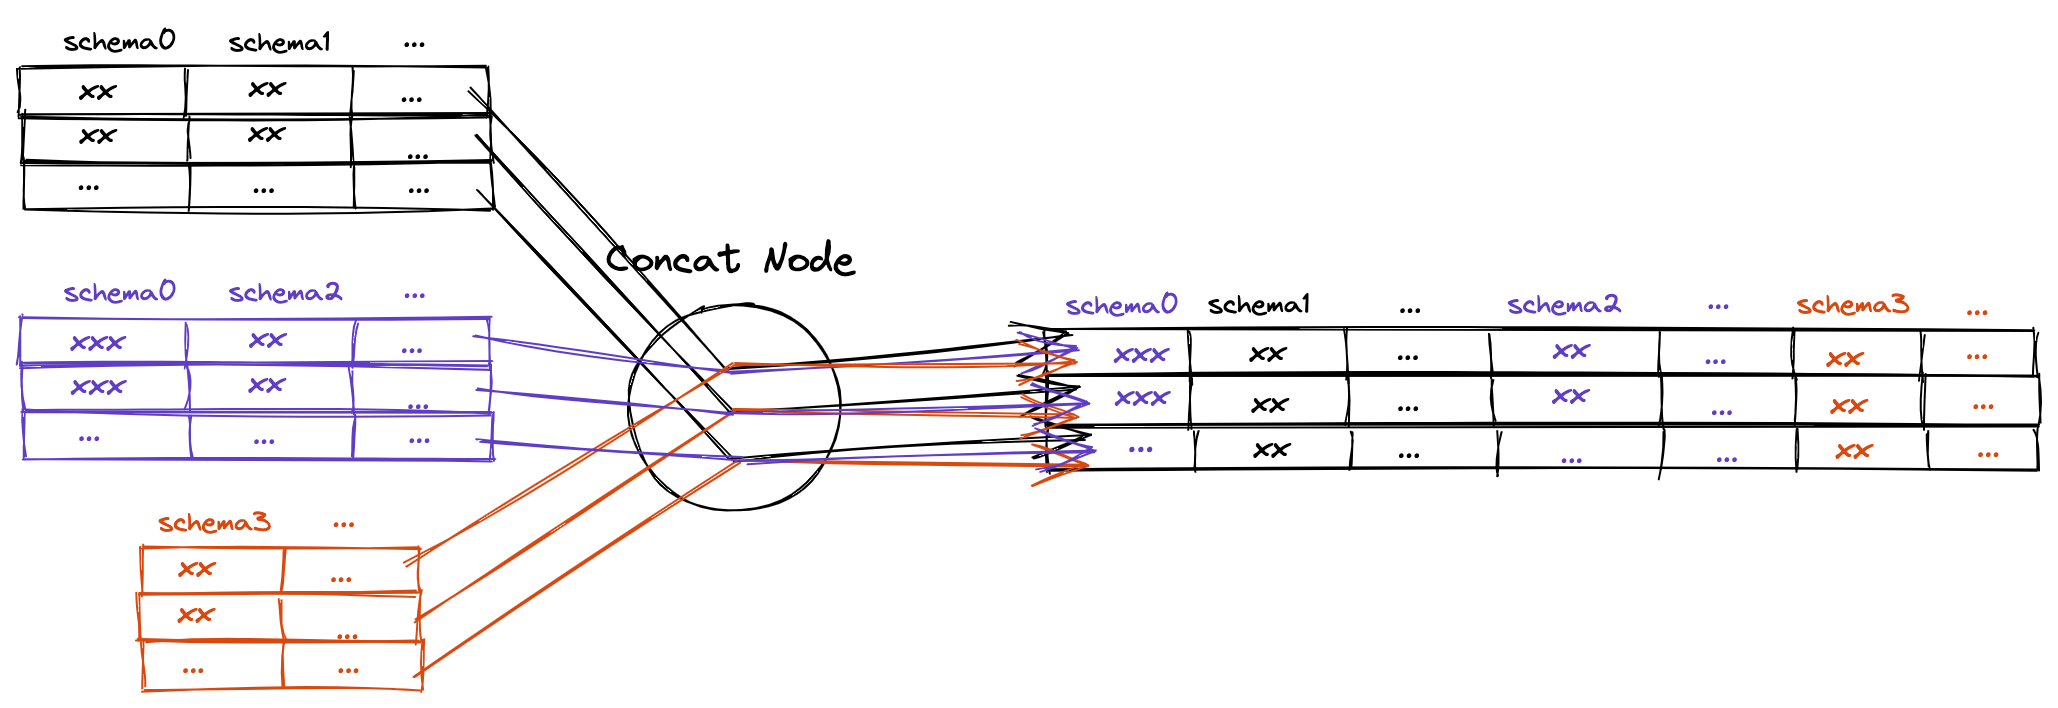 schema0 schema1 ...
xx xx ...
xx xx ...
... ... ...
Concat Node
schema0 schema2 ...
xxx xx ...
xxx xx ...
... ... ...
schema3 ...
xx ...
xx ...
... ...
schema0 schema1 ... schema2 ... schema3 ...
xxx xx ... xx ... xx ...
xxx xx ... xx ... xx ...
... xx ... ... ... xx ...